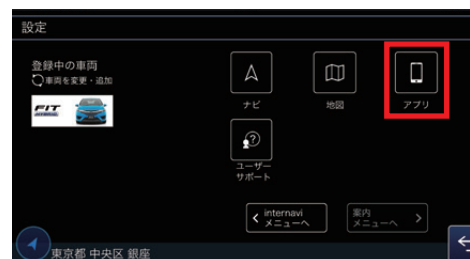 設定
登録中の車両
車両を変更・追加
FIT
ナビ
地図
アプリ
ユーザー
サポート
internavi
メニューへ
案内
メニューへ
東京都 中央区 銀座